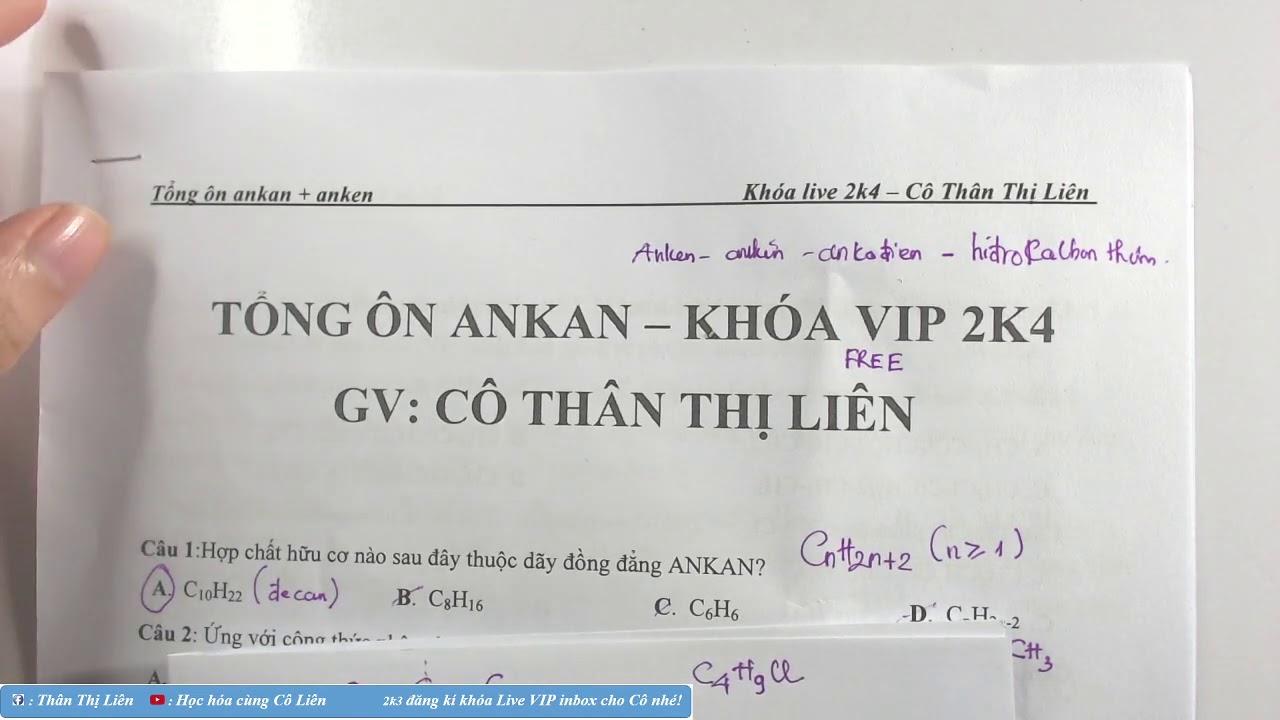 Tổng ôn ankan + anken Khóa live 2k4 – Cô Thân Thị Liên
Anken - ankin - ankađien - hiđrocacbon thơm.
TỔNG ÔN ANKAN – KHÓA VIP 2K4
FREE
GV: CÔ THÂN THỊ LIÊN
Câu 1:Hợp chất hữu cơ nào sau đây thuộc dãy đồng đẳng ANKAN? CnH2n+2 (n ≥ 1)
A. C10H22 (decan) B. C8H16 C. C6H6 D.
Câu 2: Ứng với công thức
CH3
A.
C4H9Cl
: Thân Thị Liên : Học hóa cùng Cô Liên 2k3 đăng kí khóa Live VIP inbox cho Cô nhé!